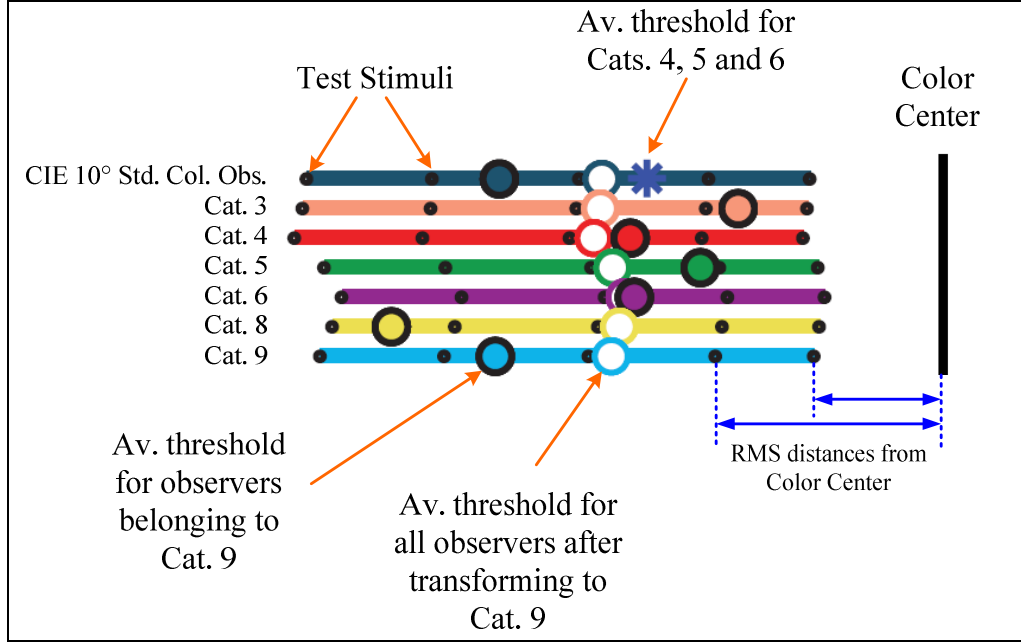 Av. threshold for
Cats. 4, 5 and 6
Test Stimuli
Color
Center
CIE 10° Std. Col. Obs.
Cat. 3
Cat. 4
Cat. 5
Cat. 6
Cat. 8
Cat. 9
RMS distances from
Color Center
Av. threshold
for observers
belonging to
Cat. 9
Av. threshold for
all observers after
transforming to
Cat. 9